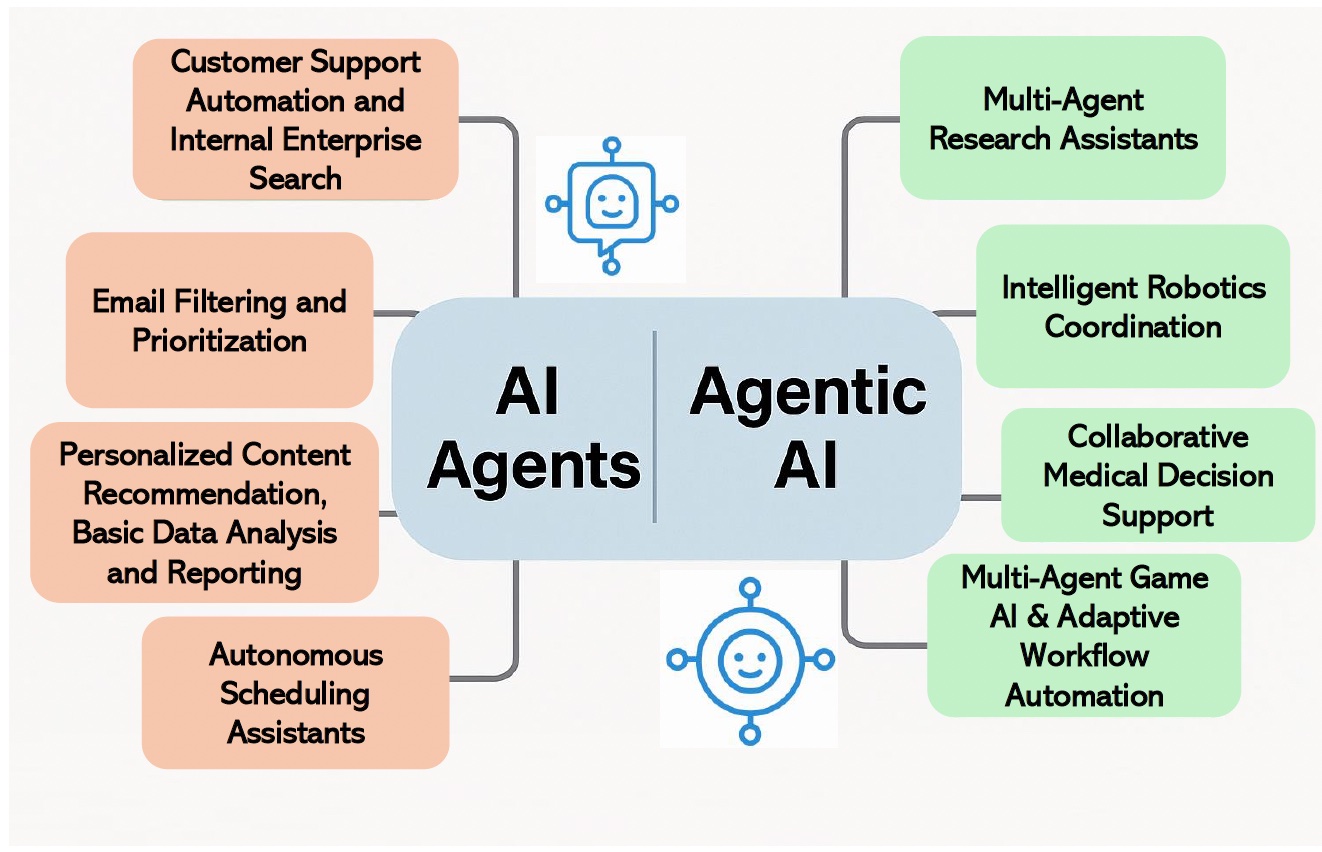 Customer Support
Automation and
Internal Enterprise
Search
Email Filtering and
Prioritization
Personalized Content
Recommendation,
Basic Data Analysis
and Reporting
Autonomous
Scheduling
Assistants
AI
Agents
Agentic
AI
Multi-Agent
Research Assistants
Intelligent Robotics
Coordination
Collaborative
Medical Decision
Support
Multi-Agent Game
AI & Adaptive
Workflow
Automation